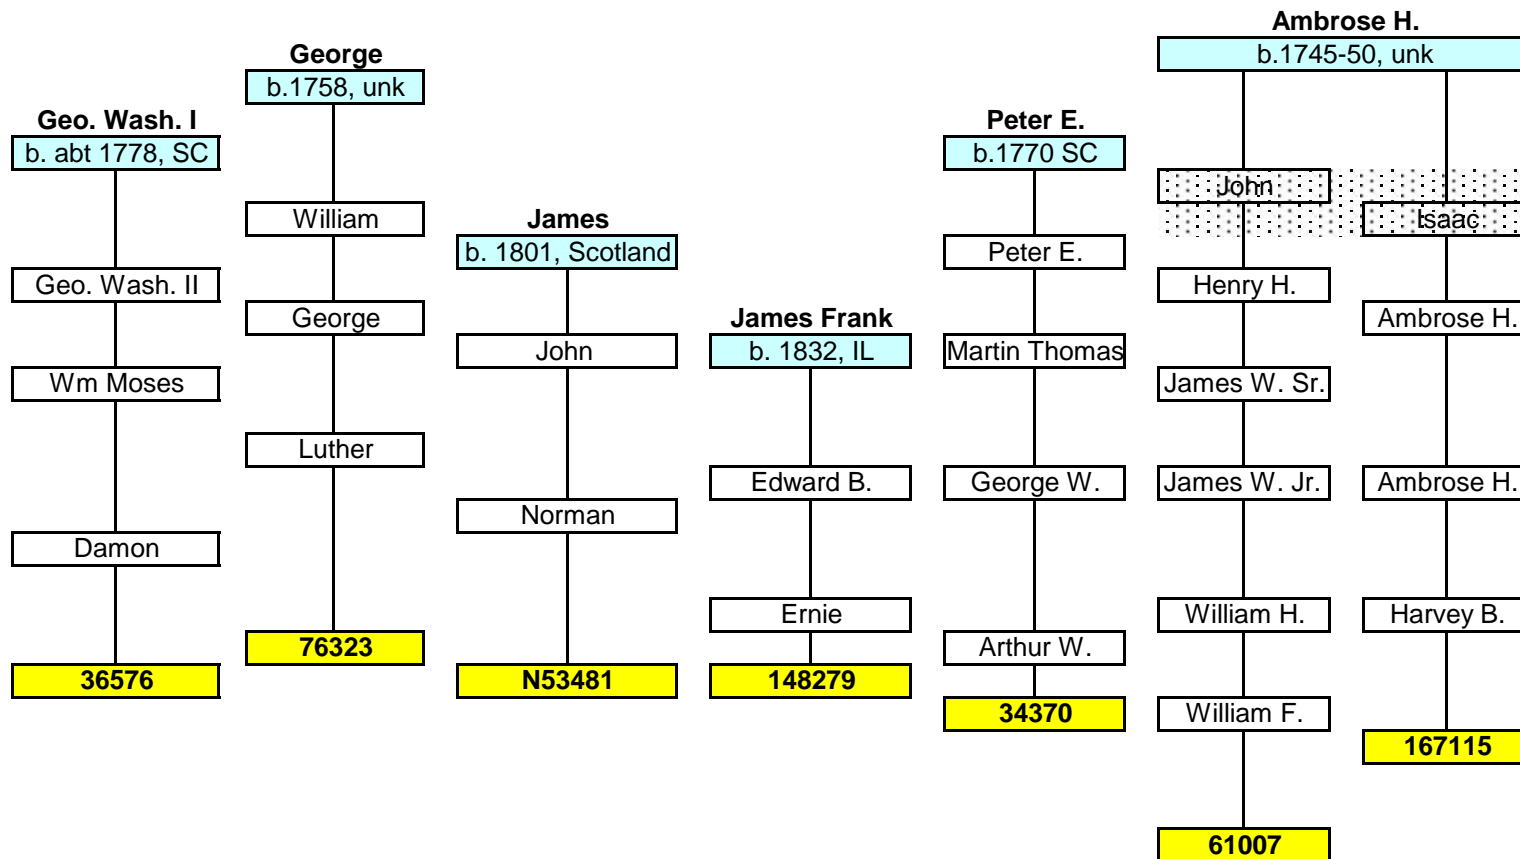 Ambrose H.
b.1745-50, unk
George
b.1758, unk
Geo. Wash. I
b. abt 1778, SC
Peter E.
b.1770 SC
John
William
James
Isaac
b. 1801, Scotland
Peter E.
Geo. Wash. II
Henry H.
George
James Frank
Ambrose H.
John
b. 1832, IL
Martin Thomas
Wm Moses
James W. Sr.
Luther
Edward B.
George W.
James W. Jr.
Ambrose H.
Norman
Damon
Ernie
William H.
Harvey B.
76323
Arthur W.
36576
N53481
148279
34370
William F.
167115
61007